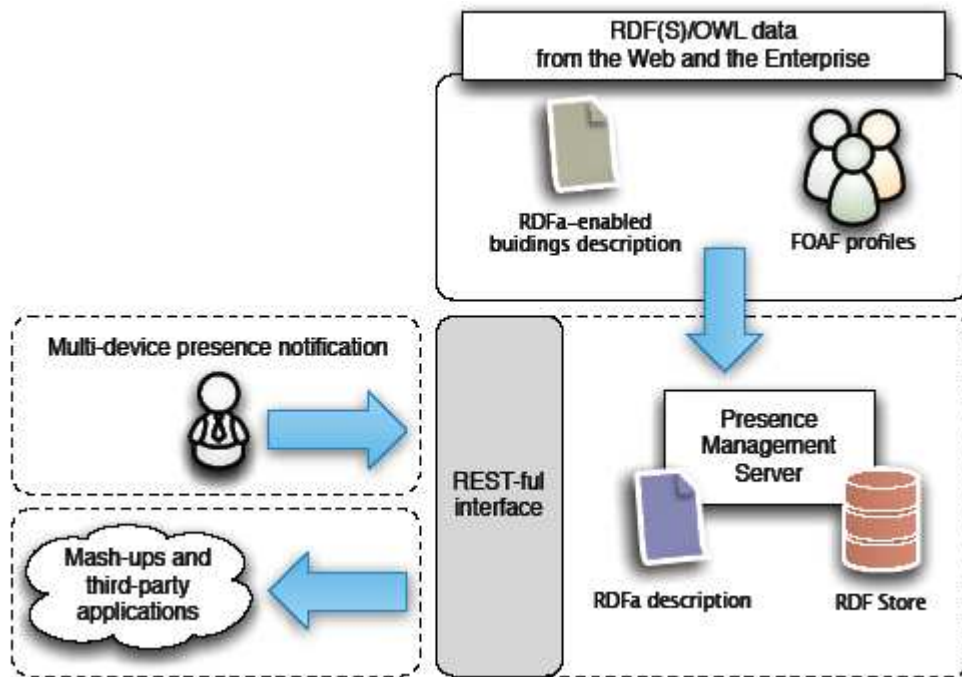 RDF(S)/OWL data
from the Web and the Enterprise
RDFa-enabled
buidings description
FOAF profiles
Multi-device presence notification
REST-ful
interface
Presence
Management
Server
RDFa description
RDF Store
Mash-ups and
third-party
applications